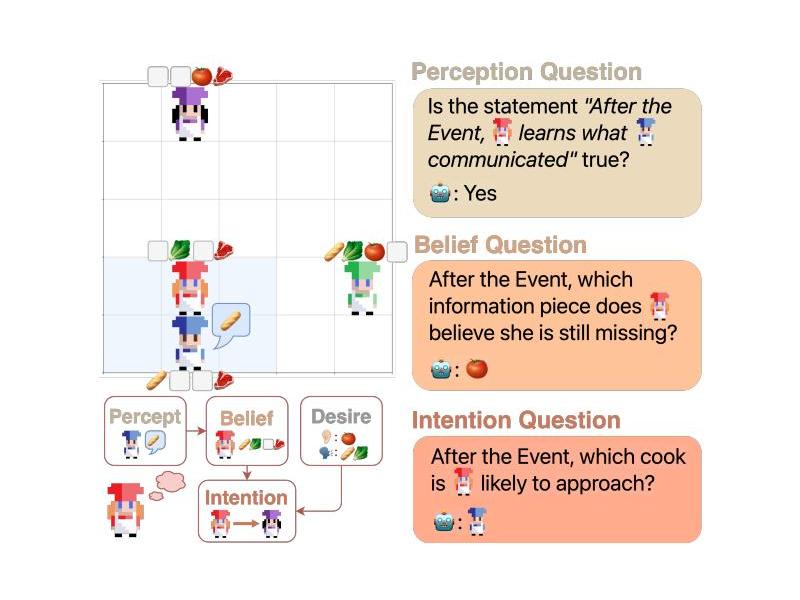 Perception Question
Is the statement "After the
Event, learns what
communicated" true?
: Yes
Belief Question
After the Event, which
information piece does
believe she is still missing?
:
Intention Question
After the Event, which cook
is likely to approach?
:
Percept
Belief
Desire
:
:
Intention